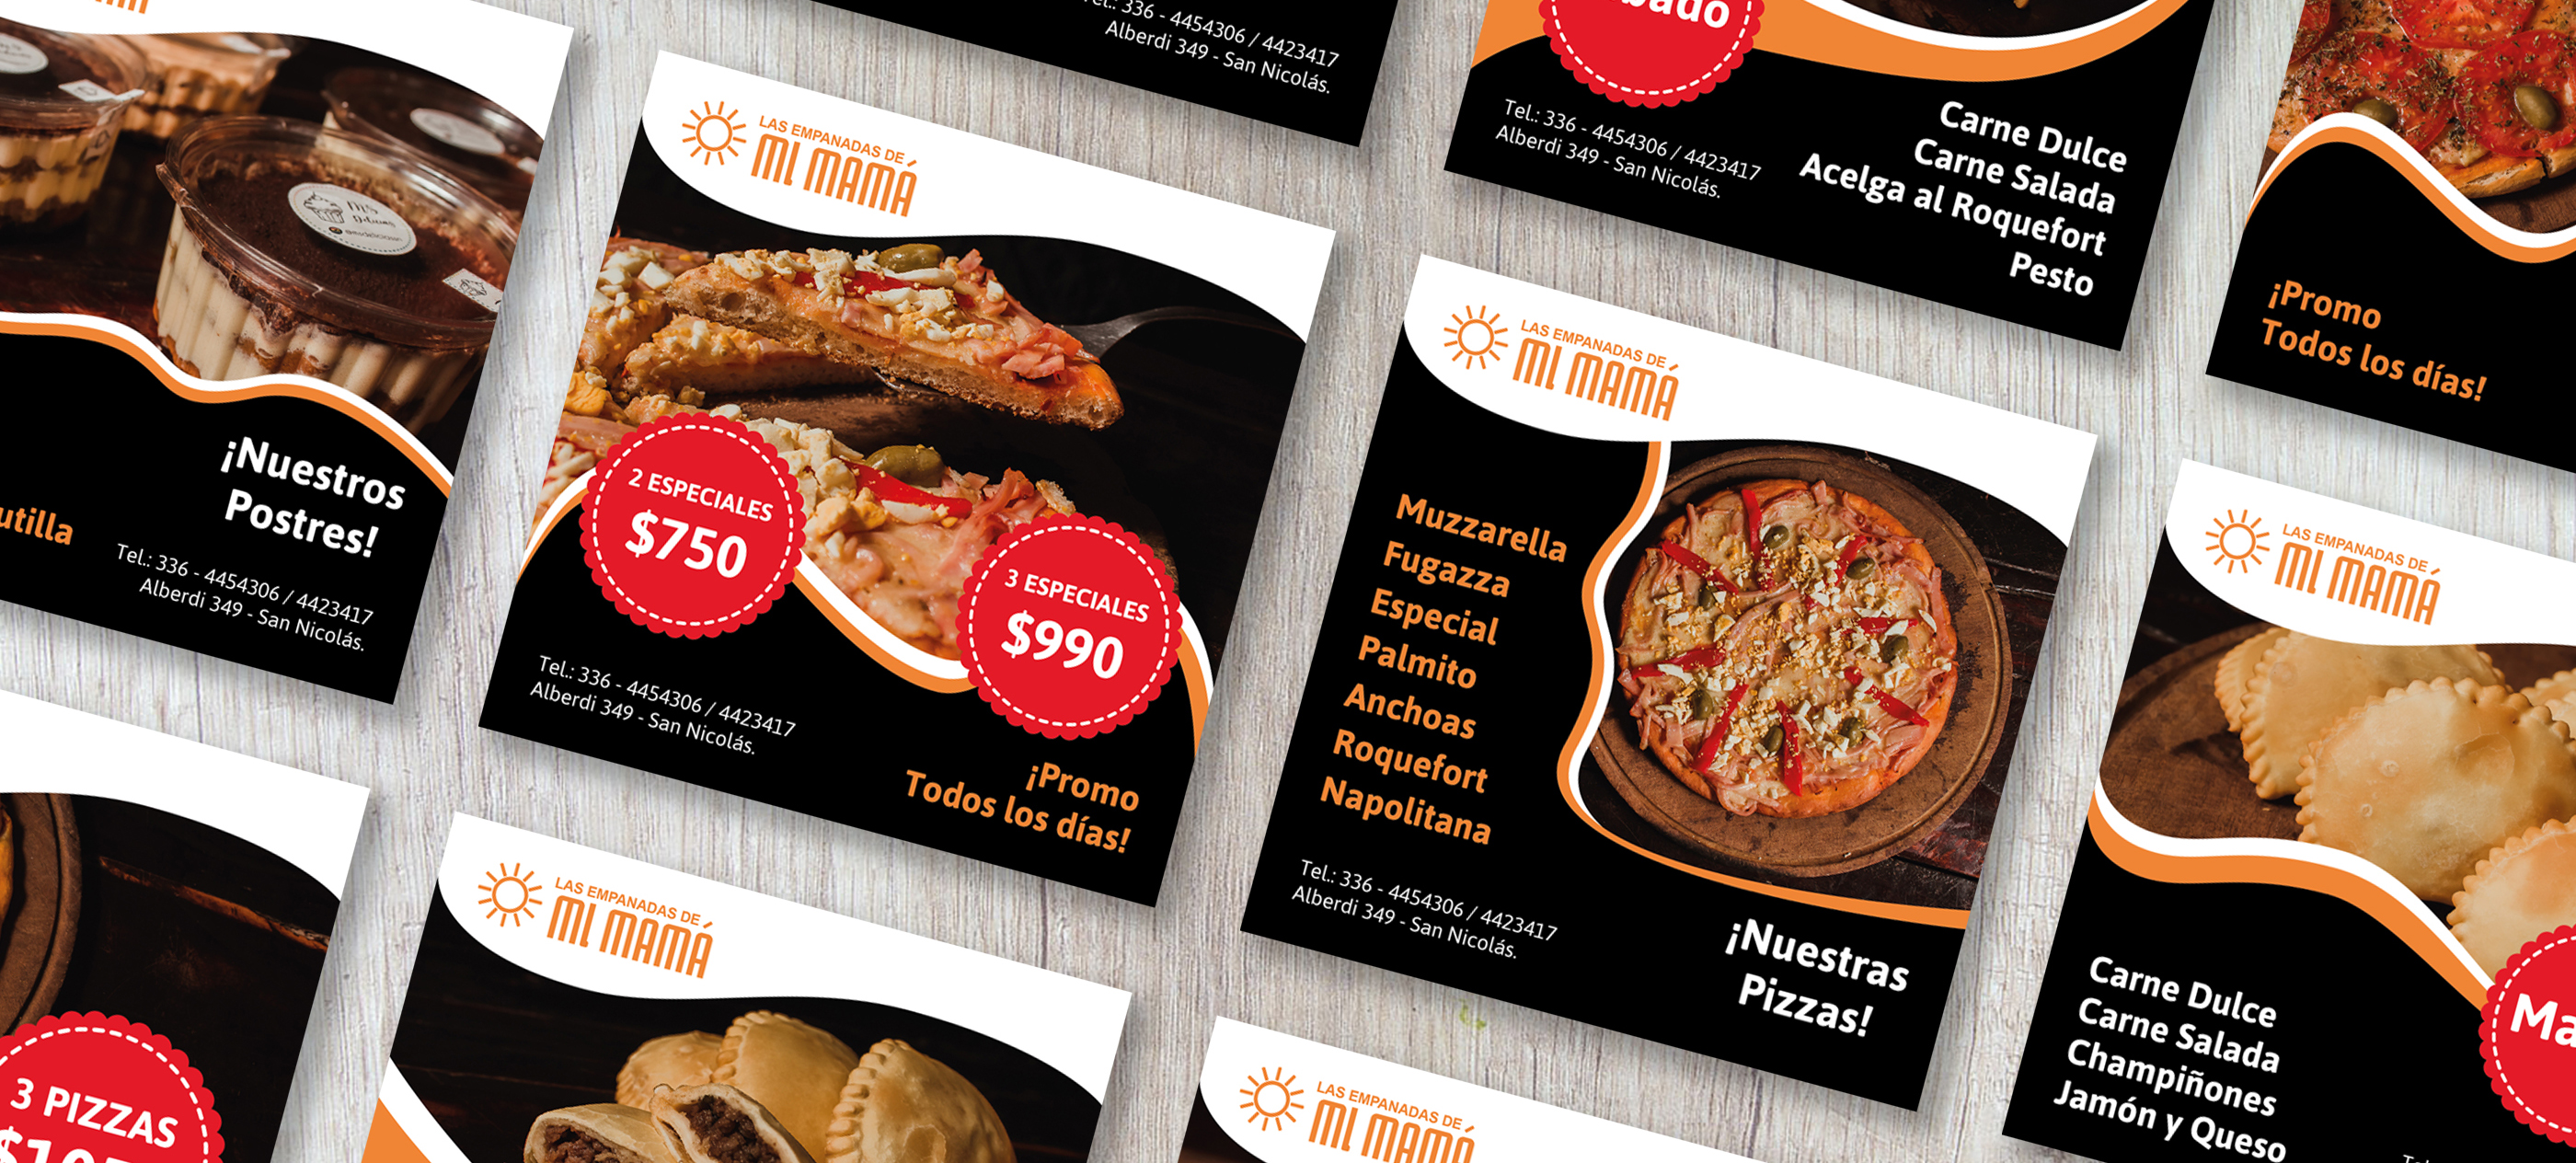 ¡Nuestros
Postres!
Tel.: 336 - 4454306 / 4423417
Alberdi 349 - San Nicolás.
336 - 4454306 / 4423417
Alberdi 349 - San Nicolás.
LAS EMPANADAS DE
MI MAMÁ
2 ESPECIALES
$750
3 ESPECIALES
$990
Tel.: 336 - 4454306 / 4423417
Alberdi 349 - San Nicolás.
¡Promo
Todos los días!
Tel.: 336 - 4454306 / 4423417
Alberdi 349 - San Nicolás.
Carne Dulce
Carne Salada
Acelga al Roquefort
Pesto
¡Promo
Todos los días!
LAS EMPANADAS DE
MI MAMÁ
Muzzarella
Fugazza
Especial
Palmito
Anchoas
Roquefort
Napolitana
Tel.: 336 - 4454306 / 4423417
Alberdi 349 - San Nicolás.
¡Nuestras
Pizzas!
LAS EMPANADAS DE
MI MAMÁ
Carne Dulce
Carne Salada
Champiñones
Jamón y Queso
3 PIZZAS
LAS EMPANADAS DE
MI MAMÁ
LAS EMPANADAS DE
MI MAMÁ